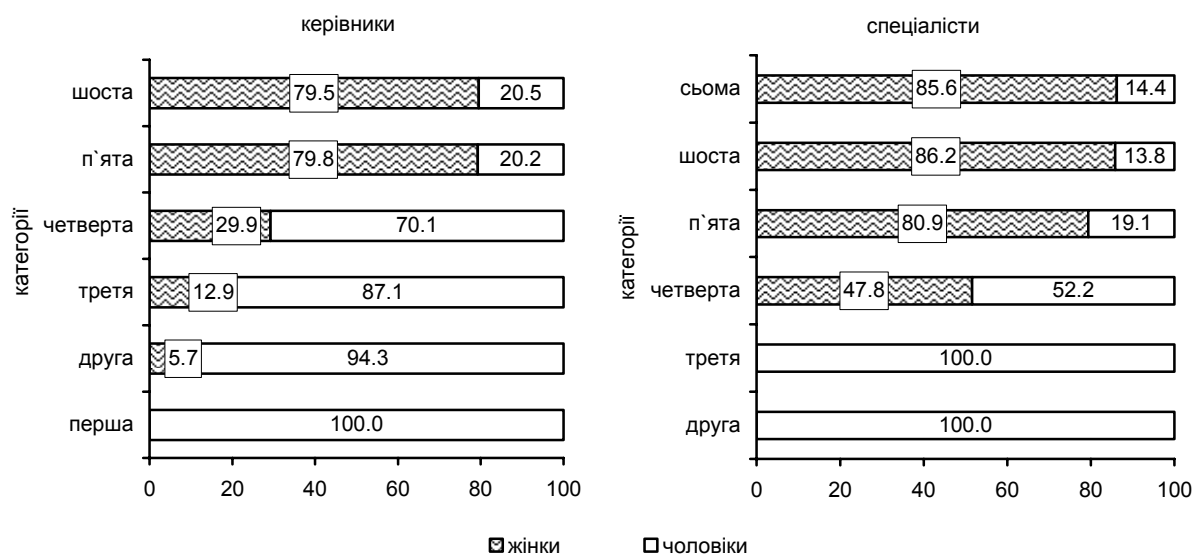 керівники
категорії
шоста 79.5 20.5
п`ята 79.8 20.2
четверта 29.9 70.1
третя 12.9 87.1
друга 5.7 94.3
перша 100.0
0 20 40 60 80 100
спеціалісти
категорії
сьома 85.6 14.4
шоста 86.2 13.8
п`ята 80.9 19.1
четверта 47.8 52.2
третя 100.0
друга 100.0
0 20 40 60 80 100
жінки чоловіки